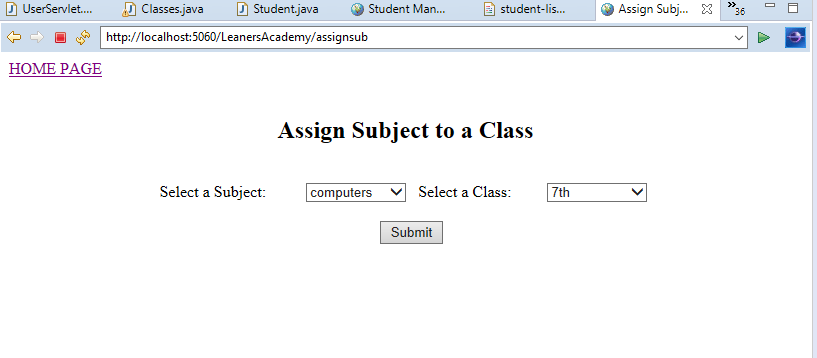 UserServlet.... Classes.java Student.java Student Man... student-lis... Assign Subj... »36
http://localhost:5060/LeanersAcademy/assignsub
HOME PAGE
Assign Subject to a Class
Select a Subject: computers Select a Class: 7th
Submit